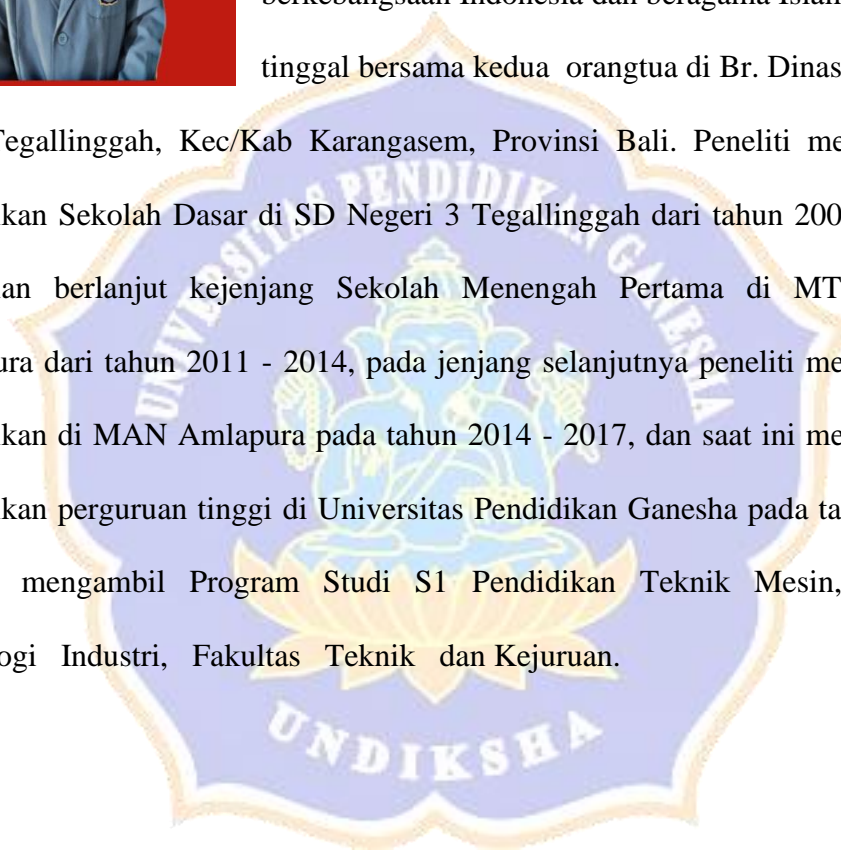 berkebangsaan Indonesia dan beragama Islam
tinggal bersama kedua orangtua di Br. Dinas
Tegallinggah, Kec/Kab Karangasem, Provinsi Bali. Peneliti me
kan Sekolah Dasar di SD Negeri 3 Tegallinggah dari tahun 200
an berlanjut kejenjang Sekolah Menengah Pertama di MT
ura dari tahun 2011 - 2014, pada jenjang selanjutnya peneliti me
kan di MAN Amlapura pada tahun 2014 - 2017, dan saat ini me
kan perguruan tinggi di Universitas Pendidikan Ganesha pada ta
mengambil Program Studi S1 Pendidikan Teknik Mesin,
ogi Industri, Fakultas Teknik dan Kejuruan.
UNIVERSITAS PENDIDIKAN GANESHA
UNDIKSHA